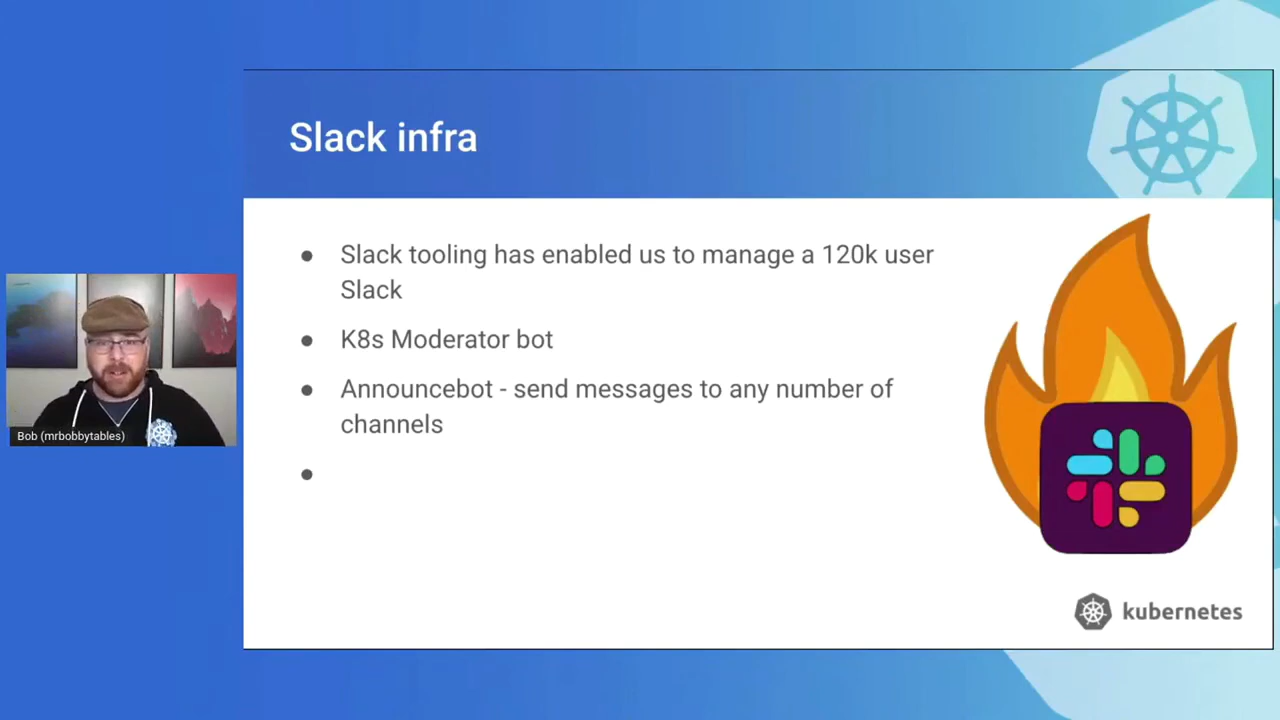 Slack infra
● Slack tooling has enabled us to manage a 120k user
Slack
● K8s Moderator bot
● Announcebot - send messages to any number of
channels
●
Bob (mrbobbytables)
kubernetes